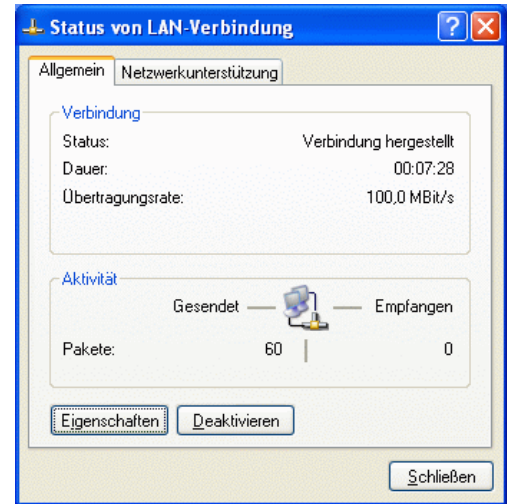 Status von LAN-Verbindung
Allgemein Netzwerkunterstützung
Verbindung
Status: Verbindung hergestellt
Dauer: 00:07:28
Übertragungsrate: 100,0 MBit/s
Aktivität
Gesendet Empfangen
Pakete: 60 0
Eigenschaften Deaktivieren
Schließen